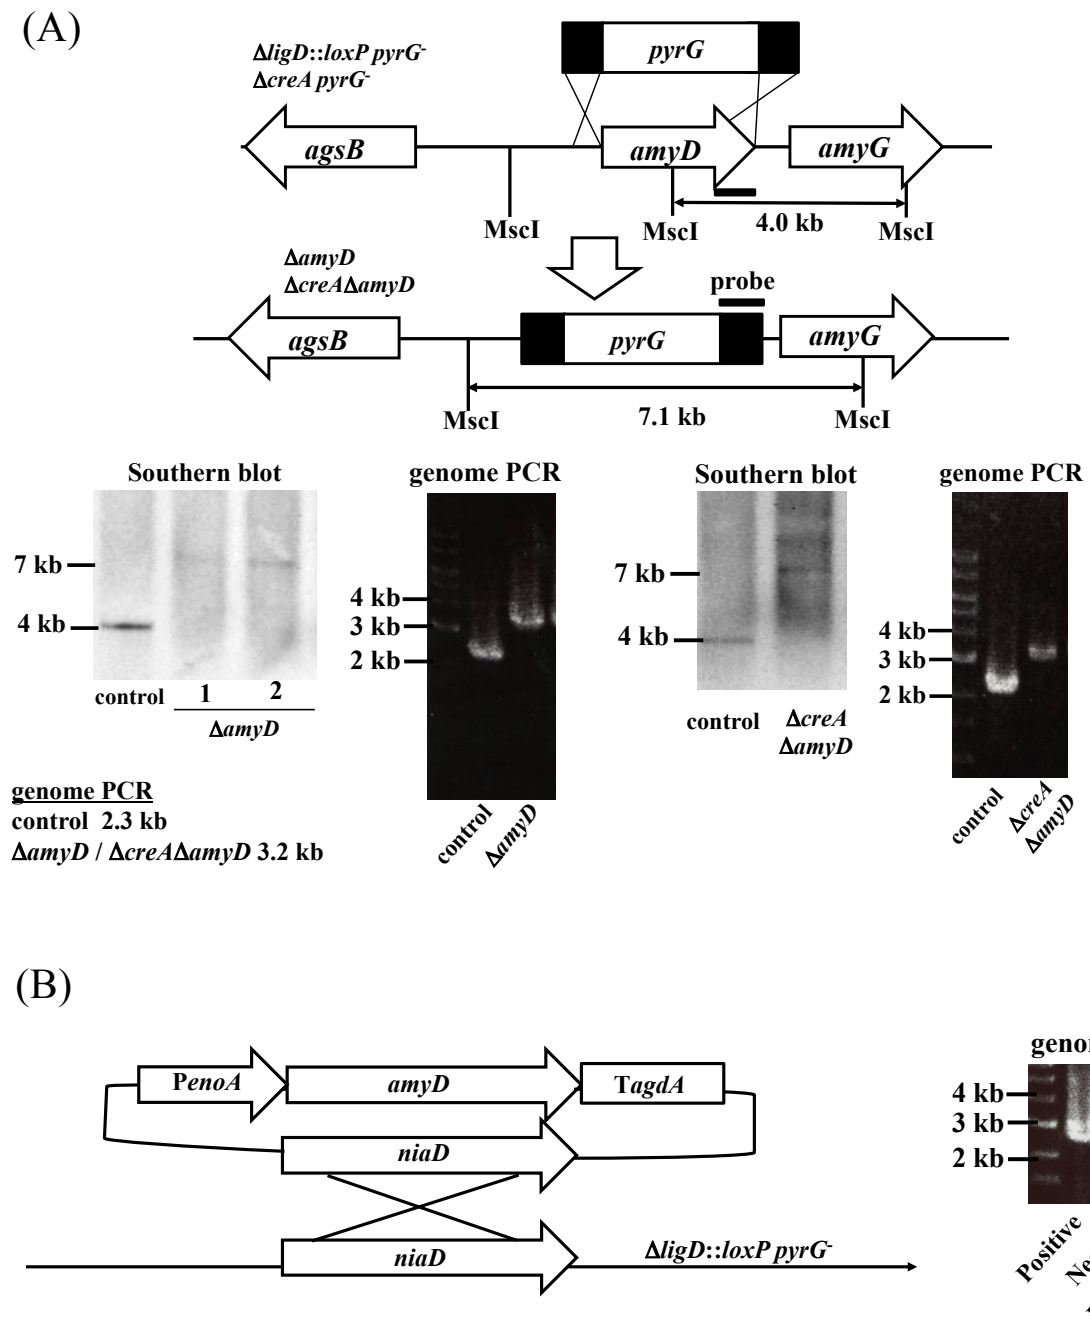 (A)
ΔligD::loxP pyrG-
ΔcreA pyrG-
pyrG
agsB
amyD
amyG
MscI
MscI
4.0 kb
MscI
ΔamyD
ΔcreAΔamyD
probe
agsB
pyrG
amyG
MscI
7.1 kb
MscI
Southern blot
genome PCR
Southern blot
genome PCR
7 kb
4 kb
control
1
2
ΔamyD
4 kb
3 kb
2 kb
control
ΔamyD
7 kb
4 kb
control
ΔcreA
ΔamyD
4 kb
3 kb
2 kb
control
ΔcreA
ΔamyD
genome PCR
control 2.3 kb
ΔamyD / ΔcreAΔamyD 3.2 kb
(B)
PenoA
amyD
TagdA
niaD
niaD
ΔligD::loxP pyrG-
4 kb
3 kb
2 kb
Positive